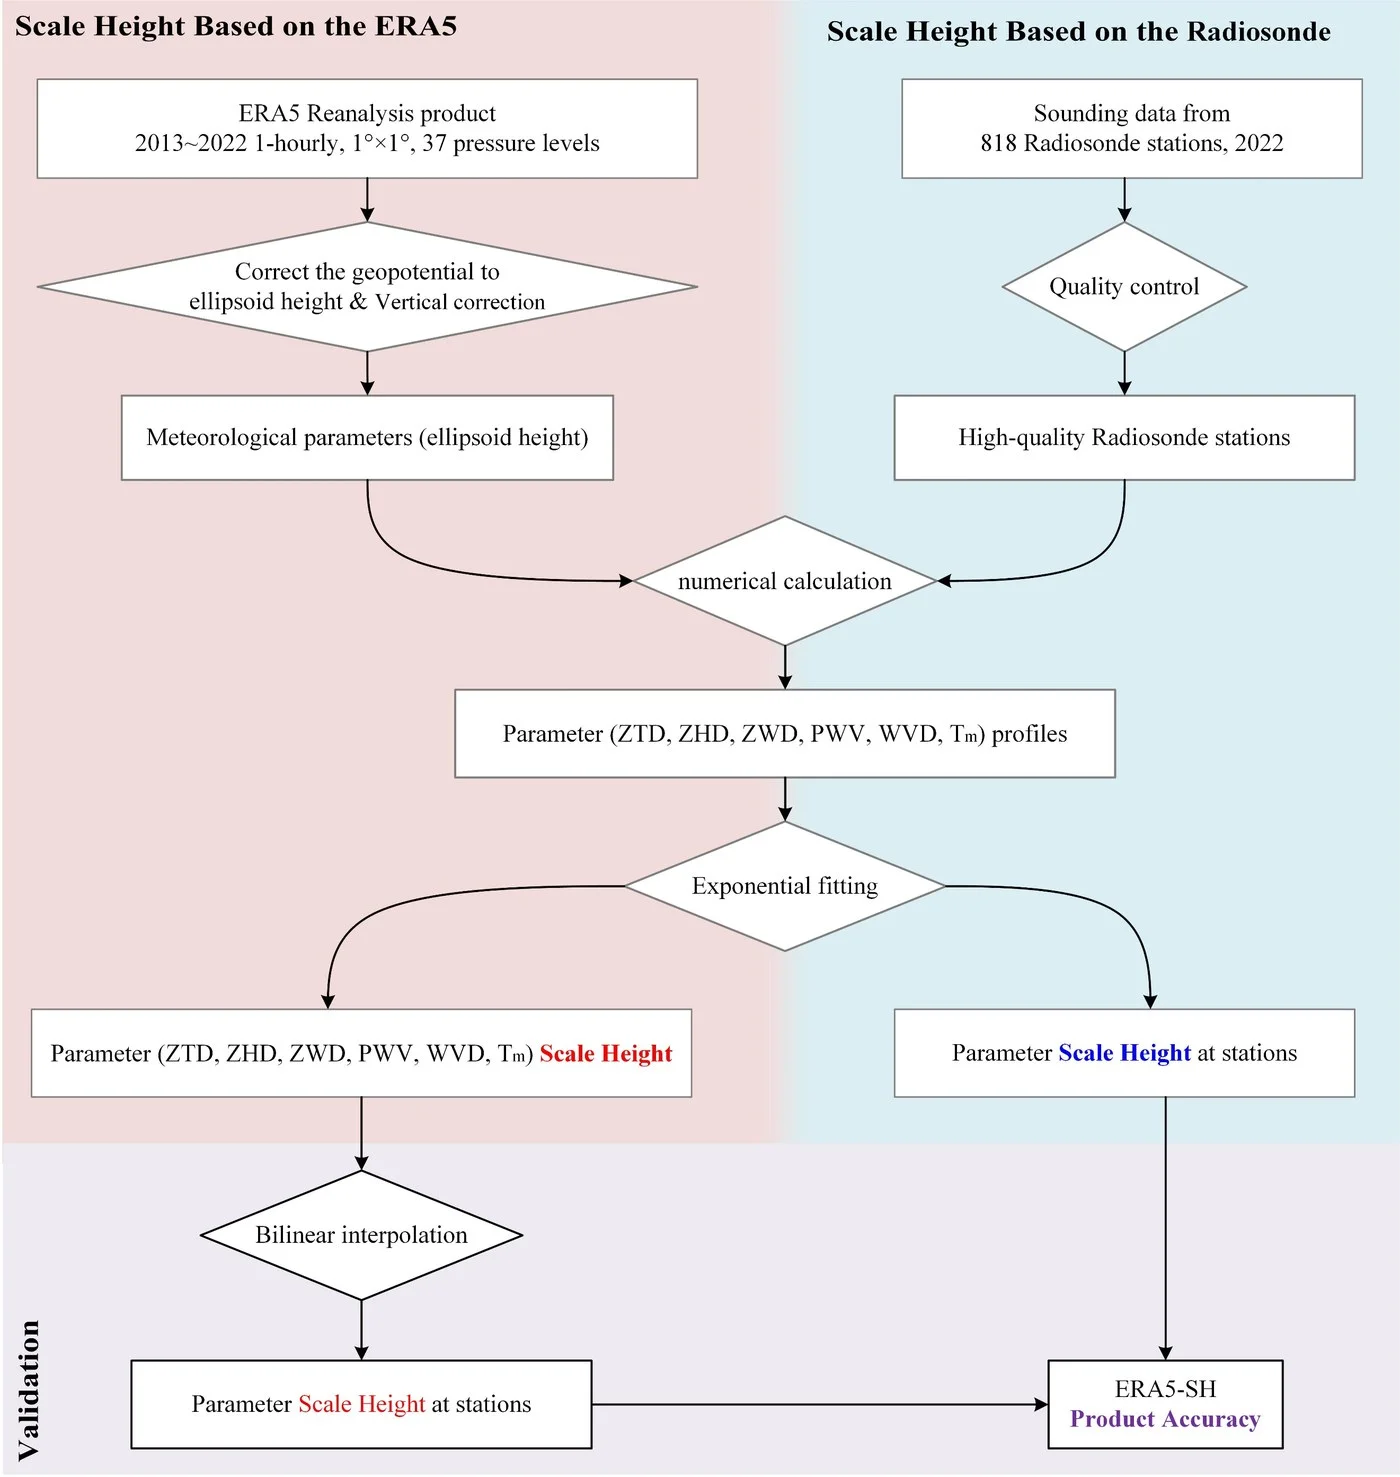 Scale Height Based on the ERA5
Scale Height Based on the Radiosonde
ERA5 Reanalysis product
2013~2022 1-hourly, 1°×1°, 37 pressure levels
Sounding data from
818 Radiosonde stations, 2022
Correct the geopotential to
ellipsoid height & Vertical correction
Quality control
Meteorological parameters (ellipsoid height)
High-quality Radiosonde stations
numerical calculation
Parameter (ZTD, ZHD, ZWD, PWV, WVD, Tm) profiles
Exponential fitting
Parameter (ZTD, ZHD, ZWD, PWV, WVD, Tm) Scale Height
Parameter Scale Height at stations
Bilinear interpolation
Validation
Parameter Scale Height at stations
ERA5-SH
Product Accuracy